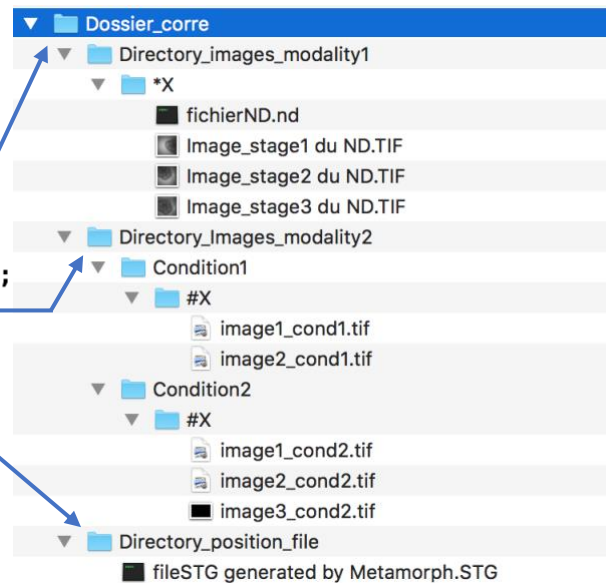 Dossier_corre
Directory_images_modality1
*X
fichierND.nd
Image_stage1 du ND.TIF
Image_stage2 du ND.TIF
Image_stage3 du ND.TIF
Directory_Images_modality2
;
Condition1
#X
image1_cond1.tif
image2_cond1.tif
Condition2
#X
image1_cond2.tif
image2_cond2.tif
image3_cond2.tif
Directory_position_file
fileSTG generated by Metamorph.STG